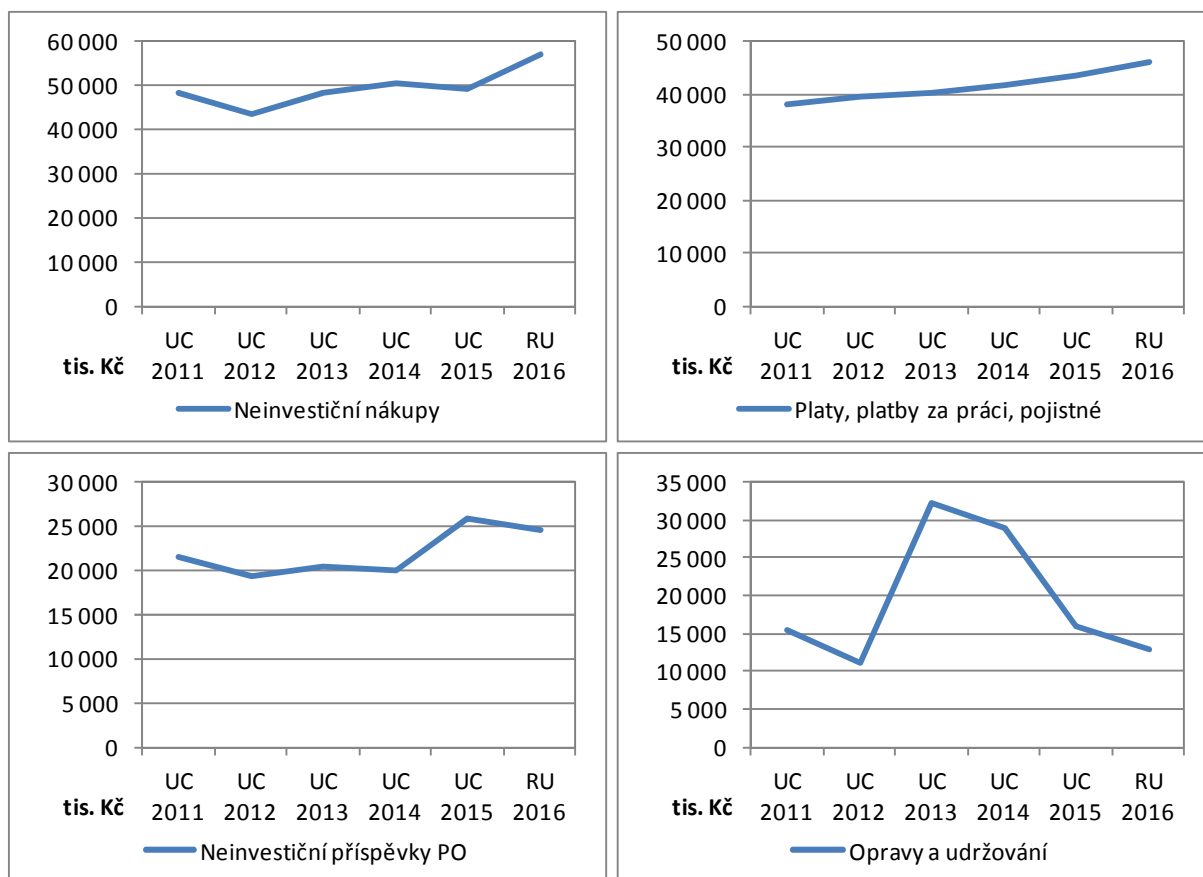 60 000
50 000
40 000
30 000
20 000
10 000
0
UC UC UC UC UC RU
tis. Kč 2011 2012 2013 2014 2015 2016
Neinvestiční nákupy
50 000
40 000
30 000
20 000
10 000
0
UC UC UC UC UC RU
tis. Kč 2011 2012 2013 2014 2015 2016
Platy, platby za práci, pojistné
30 000
25 000
20 000
15 000
10 000
5 000
0
UC UC UC UC UC RU
tis. Kč 2011 2012 2013 2014 2015 2016
Neinvestiční příspěvky PO
35 000
30 000
25 000
20 000
15 000
10 000
5 000
0
UC UC UC UC UC RU
tis. Kč 2011 2012 2013 2014 2015 2016
Opravy a udržování